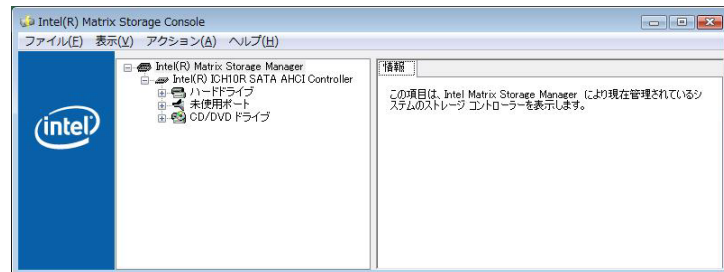 Intel(R) Matrix Storage Console
ファイル(F) 表示(V) アクション(A) ヘルプ(H)
Intel(R) Matrix Storage Manager
Intel(R) ICH10R SATA AHCI Controller
ハードドライブ
未使用ポート
CD/DVD ドライブ
情報
この項目は、Intel Matrix Storage Manager により現在管理されているシ
ステムのストレージ コントローラーを表示します。
intel